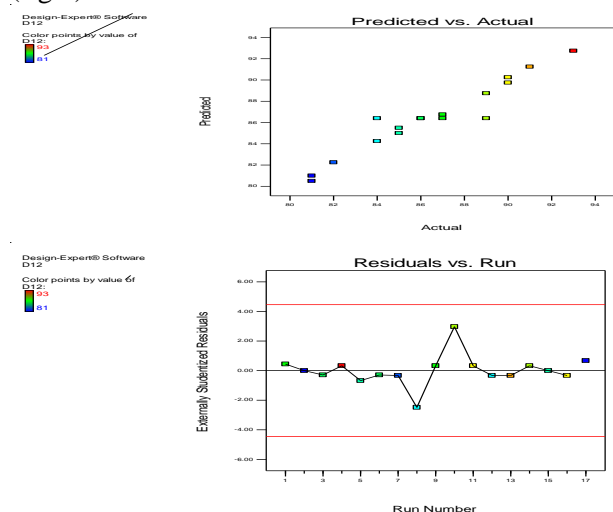 Design-Expert® Software
D12
Color points by value of
D12:
93
81
Predicted vs. Actual
94
92
90
88
86
84
82
80
Predicted
80 82 84 86 88 90 92 94
Actual
Design-Expert® Software
D12
Color points by value of
D12:
93
81
Residuals vs. Run
6.00
4.00
2.00
0.00
-2.00
-4.00
-6.00
Externally Studentized Residuals
1 3 5 7 9 11 13 15 17
Run Number